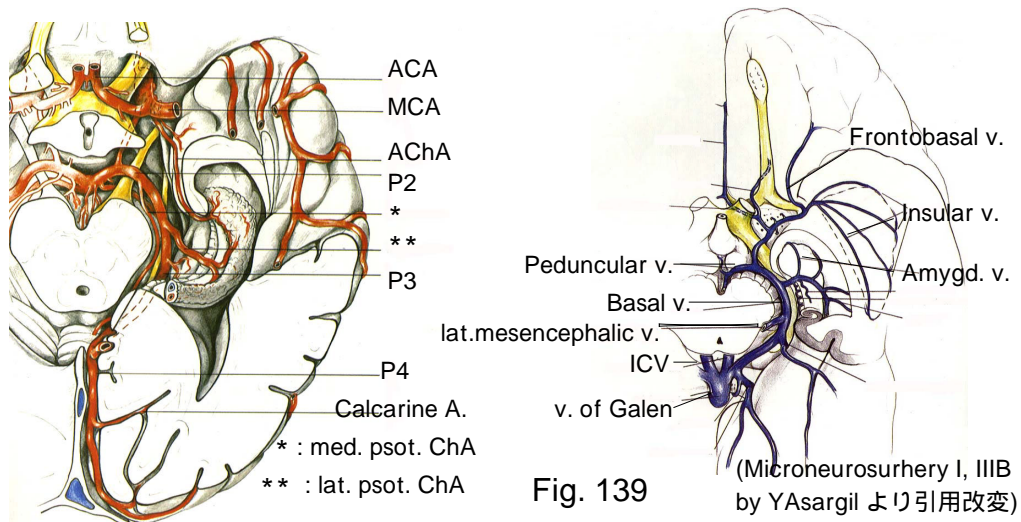 ACA
MCA
AChA
P2
*
**
P3
P4
Calcarine A.
* : med. psot. ChA
** : lat. psot. ChA
Frontobasal v.
Insular v.
Peduncular v.
Amygd. v.
Basal v.
lat.mesencephalic v.
ICV
v. of Galen
Fig. 139
(Microneurosurhery I, IIIB
by YAsargil より引用改変)